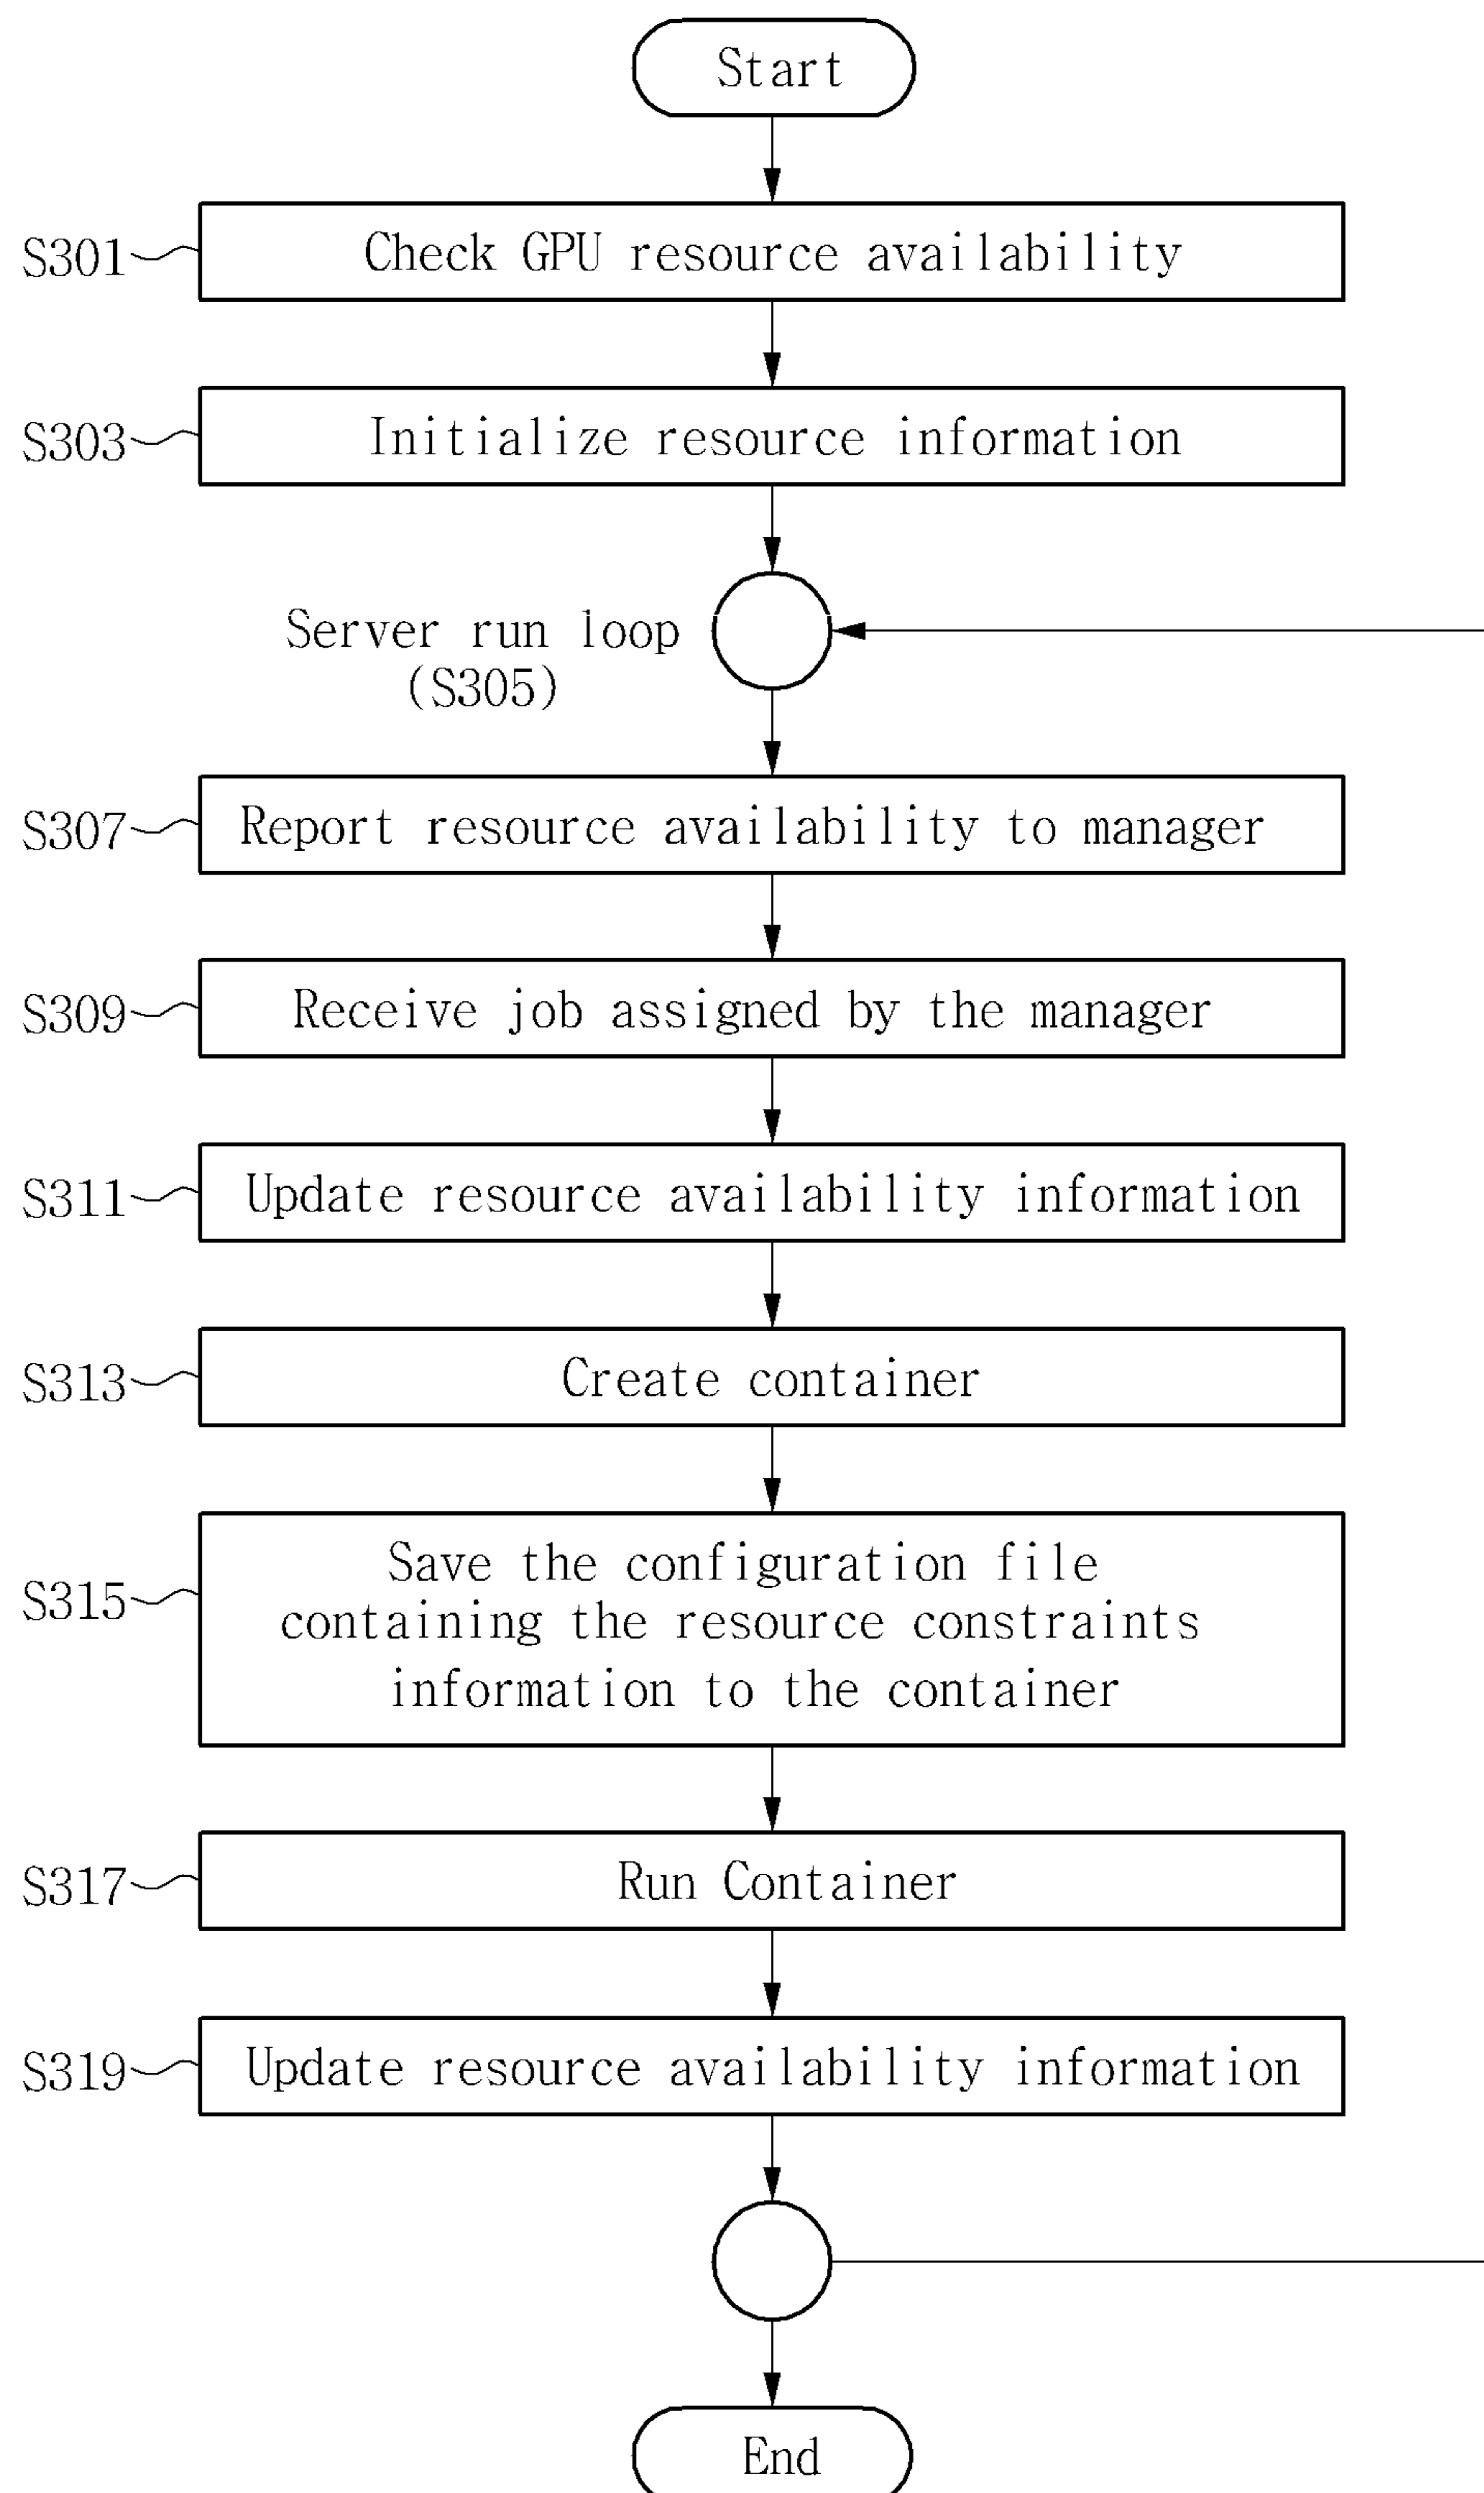 Start
S301
Check GPU resource availability
S303
Initialize resource information
Server run loop
(S305)
S307
Report resource availability to manager
S309
Receive job assigned by the manager
S311
Update resource availability information
S313
Create container
S315
Save the configuration file
containing the resource constraints
information to the container
S317
Run Container
S319
Update resource availability information
End